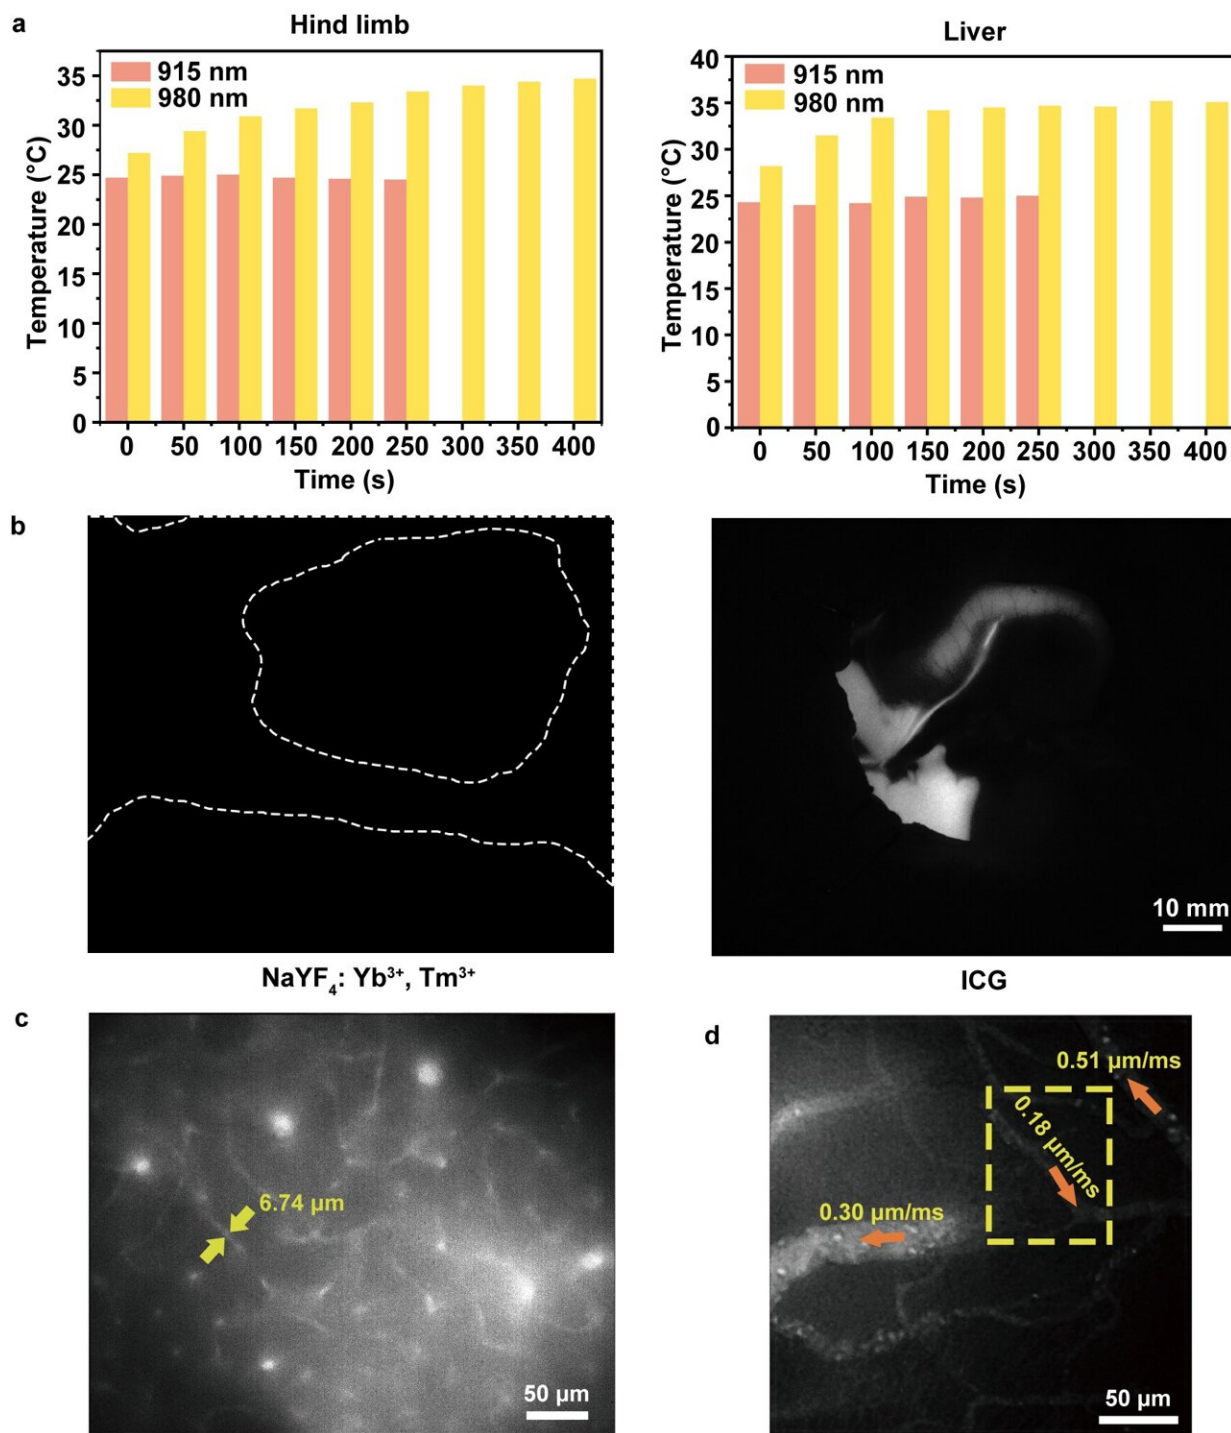 a
Hind limb
915 nm
980 nm
35
30
25
20
15
10
5
0
Temperature (°C)
0 50 100 150 200 250 300 350 400
Time (s)
Liver
915 nm
980 nm
40
35
30
25
20
15
10
5
0
Temperature (°C)
0 50 100 150 200 250 300 350 400
Time (s)
b
10 mm
NaYF₄: Yb³⁺, Tm³⁺
ICG
c
6.74 µm
50 µm
d
0.51 µm/ms
0.18 µm/ms
0.30 µm/ms
50 µm